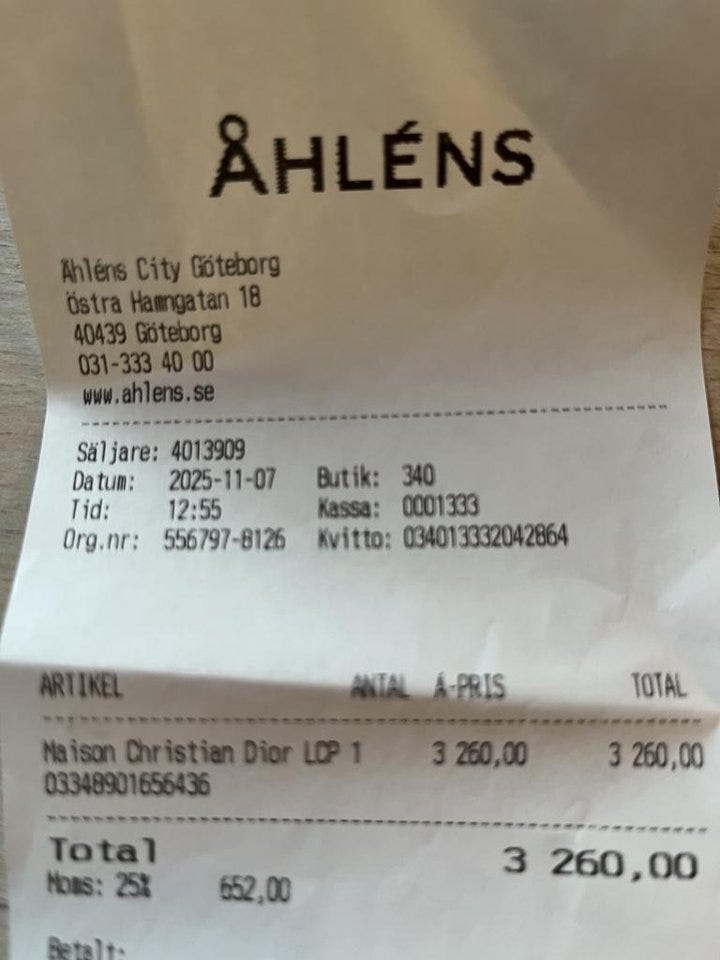 ÅHLÉNS
Åhléns City Göteborg
Östra Hamngatan 18
40439 Göteborg
031-333 40 00
www.ahlens.se
Säljare: 4013909
Datum: 2025-11-07 Butik: 340
Tid: 12:55 Kassa: 0001333
Org.nr: 556797-8126 Kvitto: 034013332042864
ARTIKEL ANTAL Á-PRIS TOTAL
Maison Christian Dior LCP 1 3 260,00 3 260,00
03348901656436
Total 3 260,00
Moms: 25% 652,00
Betalt: